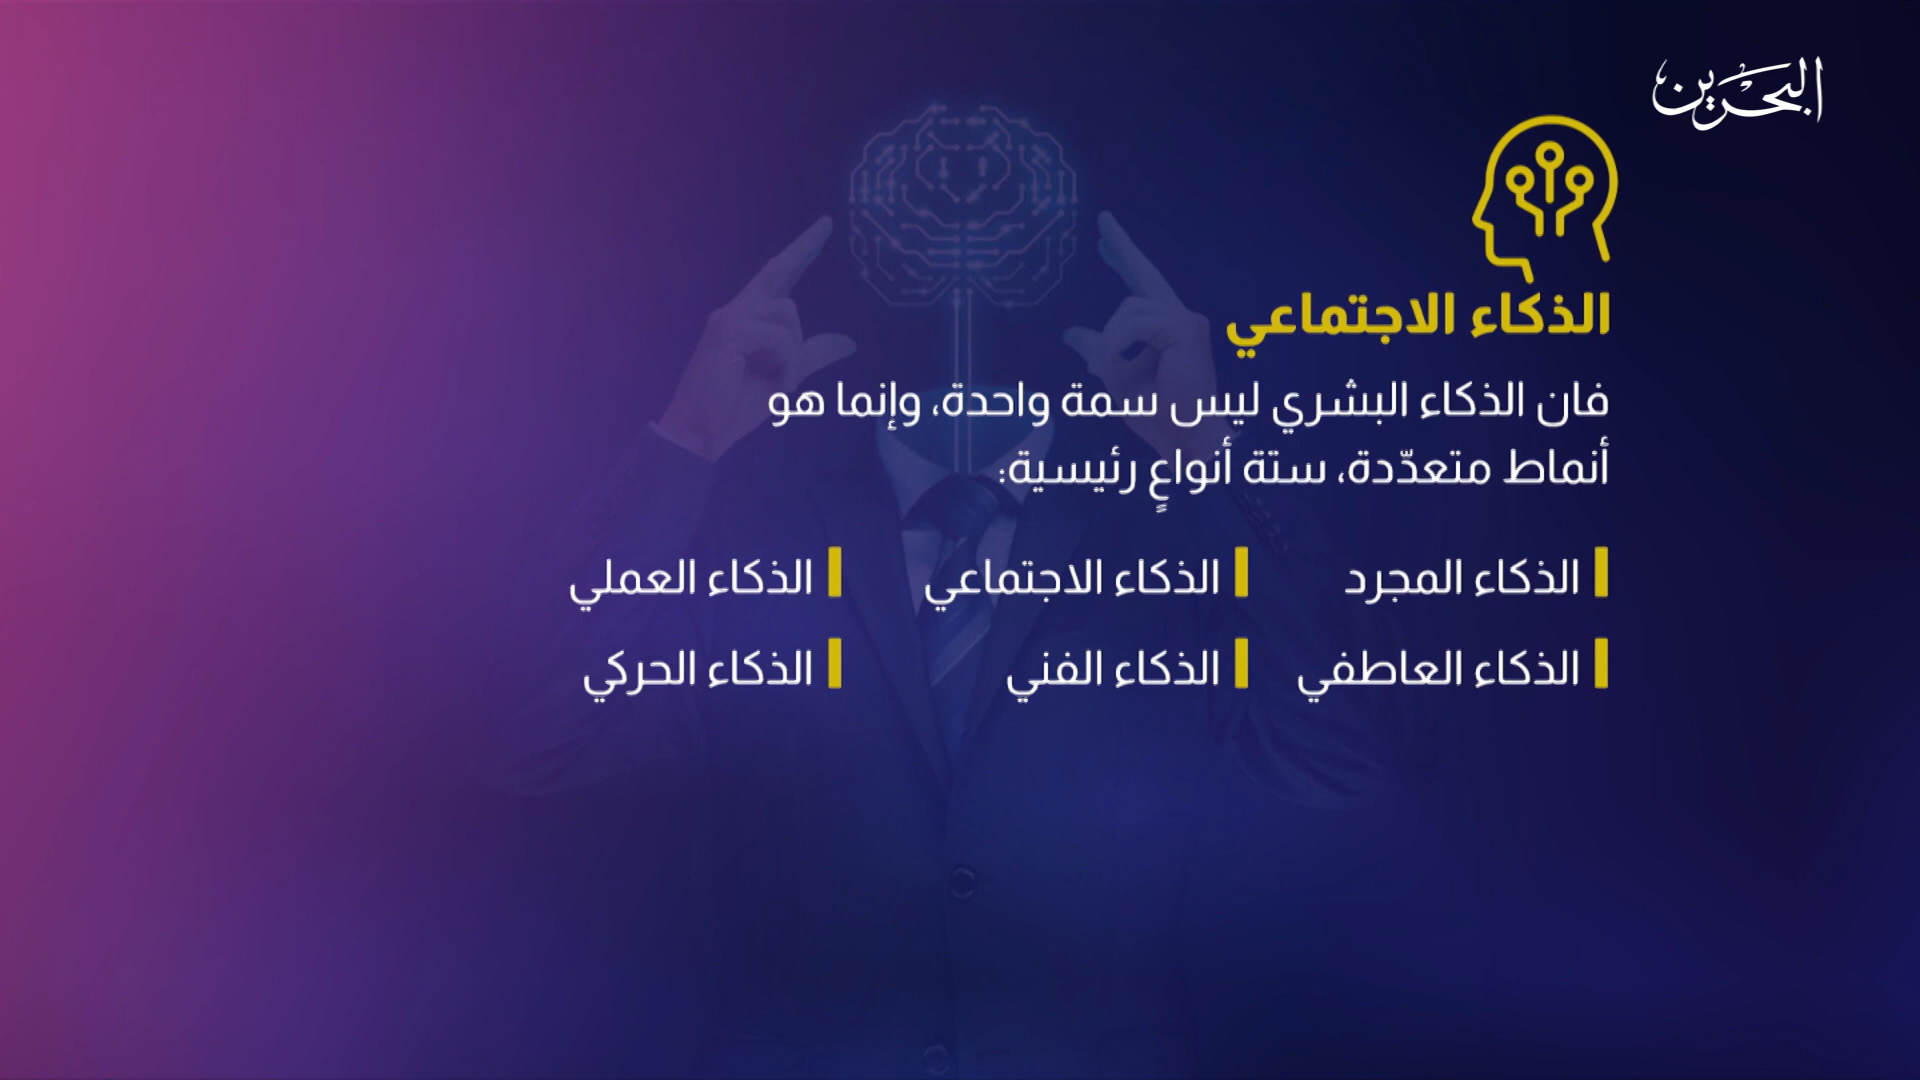 البحرين
الذكاء الاجتماعي
فان الذكاء البشري ليس سمة واحدة، وإنما هو
أنماط متعدّدة، ستة أنواعٍ رئيسية:
الذكاء المجرد
الذكاء الاجتماعي
الذكاء العملي
الذكاء العاطفي
الذكاء الفني
الذكاء الحركي